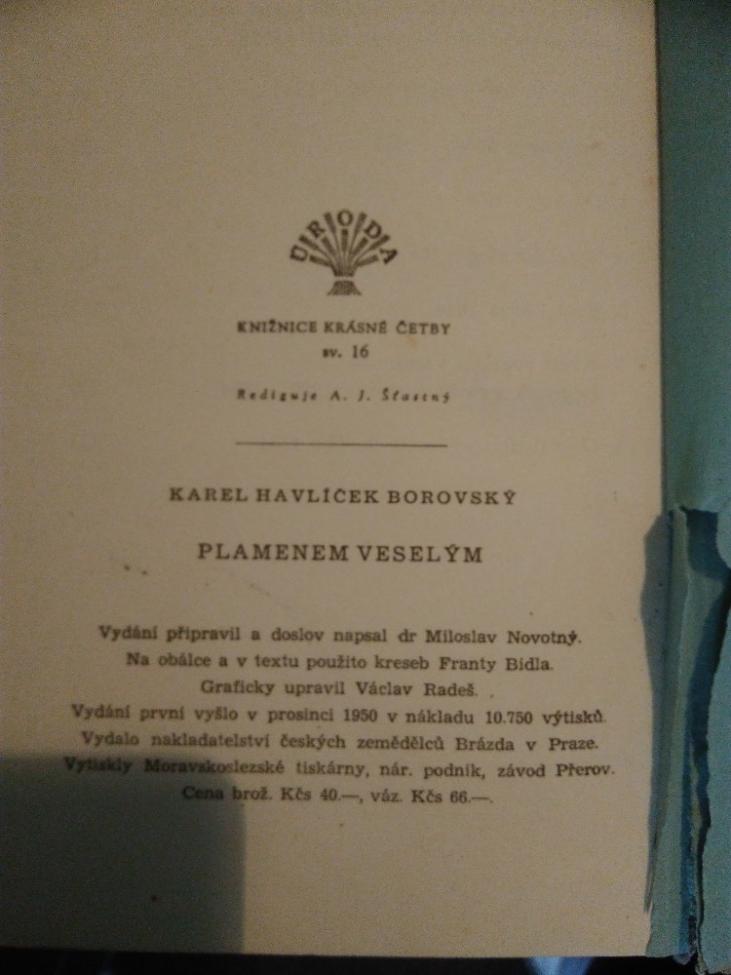 ÚRODA
KNIŽNICE KRÁSNÉ ČETBY
sv. 16
Rediguje A. J. Šťastný
KAREL HAVLÍČEK BOROVSKÝ
PLAMENEM VESELÝM
Vydání připravil a doslov napsal dr Miloslav Novotný.
Na obálce a v textu použito kreseb Franty Bidla.
Graficky upravil Václav Radeš.
Vydání první vyšlo v prosinci 1950 v nákladu 10.750 výtisků.
Vydalo nakladatelství českých zemědělců Brázda v Praze.
Vytiskly Moravskoslezské tiskárny, nár. podnik, závod Přerov.
Cena brož. Kčs 40.—, váz. Kčs 66.—.